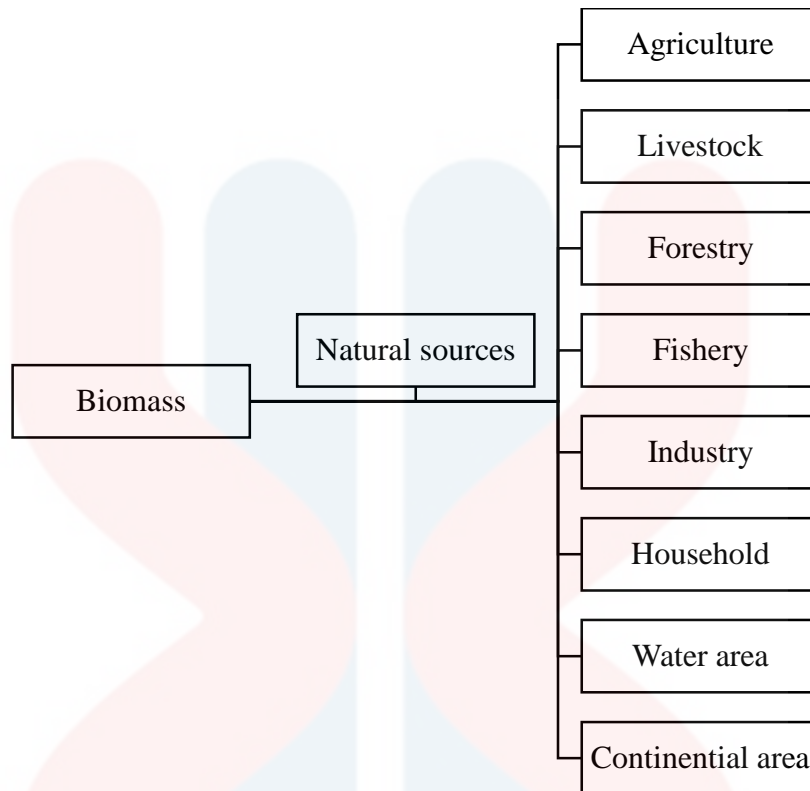 Agriculture
Livestock
Forestry
Natural sources
Fishery
Biomass
Industry
Household
Water area
Continential area